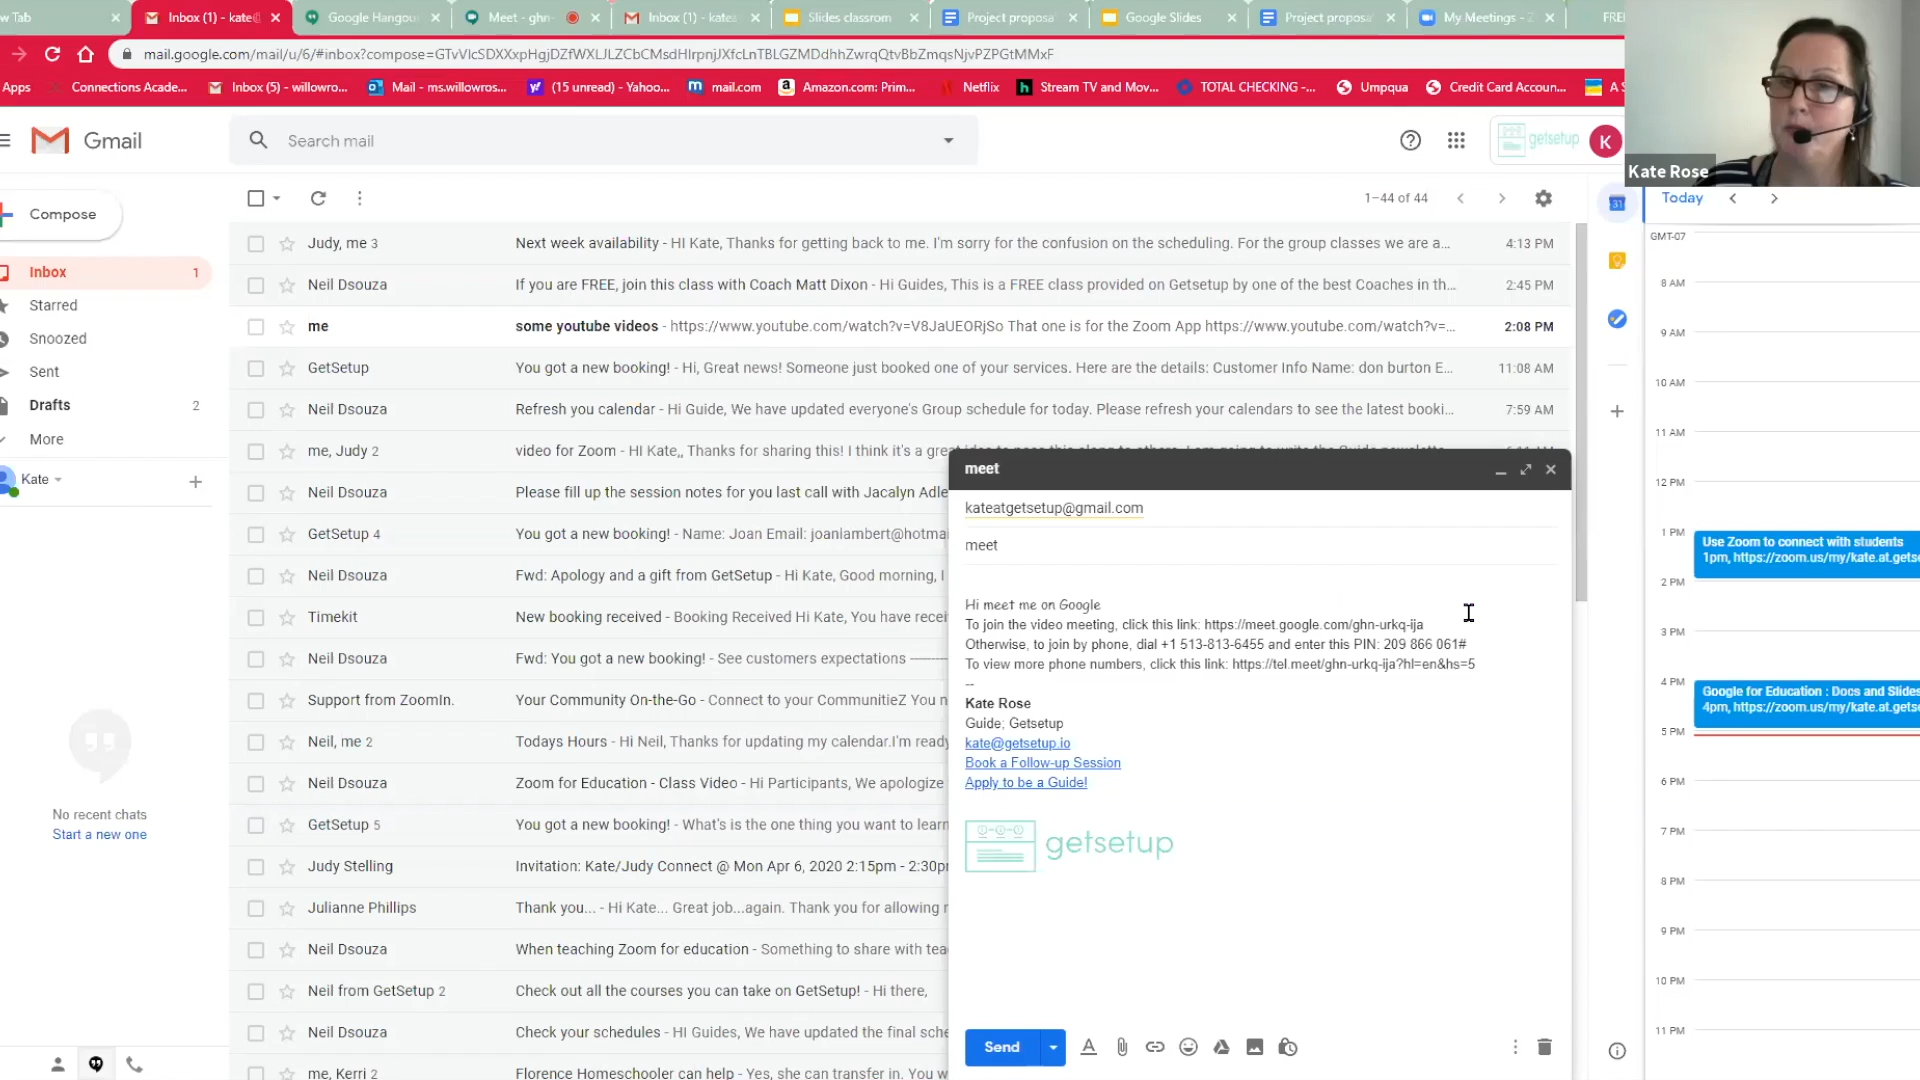 w Tab
Inbox (1) - kate@
Google Hangou
Meet - ghn-
Inbox (1) - katea
Slides classrom
Project proposa
Google Slides
Project proposa
My Meetings - Z
FRE
mail.google.com/mail/u/6/#inbox?compose=GTvVlcSDXXxpHgjDZfWXLJLZCbCMsdHlrpnjJXfcLnTBLGZMDdhhZwrqQtvBbZmqsNjvPZPGtMMxF
Apps
Connections Acade...
Inbox (5) - willowro...
Mail - ms.willowros...
(15 unread) - Yahoo...
mail.com
Amazon.com: Prim...
Netflix
Stream TV and Mov...
TOTAL CHECKING -...
Umpqua
Credit Card Accoun...
A S
Gmail
Search mail
getsetup
K
Kate Rose
Compose
1–44 of 44
31
Today
GMT-07
Inbox 1
Starred
Snoozed
Sent
Drafts 2
More
Kate
No recent chats
Start a new one
Judy, me 3 Next week availability - HI Kate, Thanks for getting back to me. I'm sorry for the confusion on the scheduling. For the group classes we are a... 4:13 PM
Neil Dsouza If you are FREE, join this class with Coach Matt Dixon - Hi Guides, This is a FREE class provided on Getsetup by one of the best Coaches in th... 2:45 PM
me some youtube videos - https://www.youtube.com/watch?v=V8JaUEORjSo That one is for the Zoom App https://www.youtube.com/watch?v=... 2:08 PM
GetSetup You got a new booking! - Hi, Great news! Someone just booked one of your services. Here are the details: Customer Info Name: don burton E... 11:08 AM
Neil Dsouza Refresh you calendar - Hi Guide, We have updated everyone's Group schedule for today. Please refresh your calendars to see the latest booki... 7:59 AM
me, Judy 2 video for Zoom - HI Kate,, Thanks for sharing this! I think it's a great
Neil Dsouza Please fill up the session notes for you last call with Jacalyn Adle
GetSetup 4 You got a new booking! - Name: Joan Email: joanlambert@hotma
Neil Dsouza Fwd: Apology and a gift from GetSetup - Hi Kate, Good morning, I
Timekit New booking received - Booking Received Hi Kate, You have recei
Neil Dsouza Fwd: You got a new booking! - See customers expectations
Support from ZoomIn. Your Community On-the-Go - Connect to your CommunitieZ You n
Neil, me 2 Todays Hours - Hi Neil, Thanks for updating my calendar.I'm ready
Neil Dsouza Zoom for Education - Class Video - Hi Participants, We apologize
GetSetup 5 You got a new booking! - What's is the one thing you want to learn
Judy Stelling Invitation: Kate/Judy Connect @ Mon Apr 6, 2020 2:15pm - 2:30pm
Julianne Phillips Thank you... - Hi Kate... Great job...again. Thank you for allowing m
Neil Dsouza When teaching Zoom for education - Something to share with tea
Neil from GetSetup 2 Check out all the courses you can take on GetSetup! - Hi there,
Neil Dsouza Check your schedules - HI Guides, We have updated the final sche
me, Kerri 2 Florence Homeschooler can help - Yes, she can transfer in. You w
meet
kateatgetsetup@gmail.com
meet
Hi meet me on Google
To join the video meeting, click this link: https://meet.google.com/ghn-urkq-ija
Otherwise, to join by phone, dial +1 513-813-6455 and enter this PIN: 209 866 061#
To view more phone numbers, click this link: https://tel.meet/ghn-urkq-ija?hl=en&hs=5
--
Kate Rose
Guide; Getsetup
kate@getsetup.io
Book a Follow-up Session
Apply to be a Guide!
getsetup
Send
8 AM
9 AM
10 AM
11 AM
12 PM
1 PM
Use Zoom to connect with students
1pm, https://zoom.us/my/kate.at.getse
2 PM
3 PM
4 PM
Google for Education : Docs and Slides
4pm, https://zoom.us/my/kate.at.getse
5 PM
6 PM
7 PM
8 PM
9 PM
10 PM
11 PM